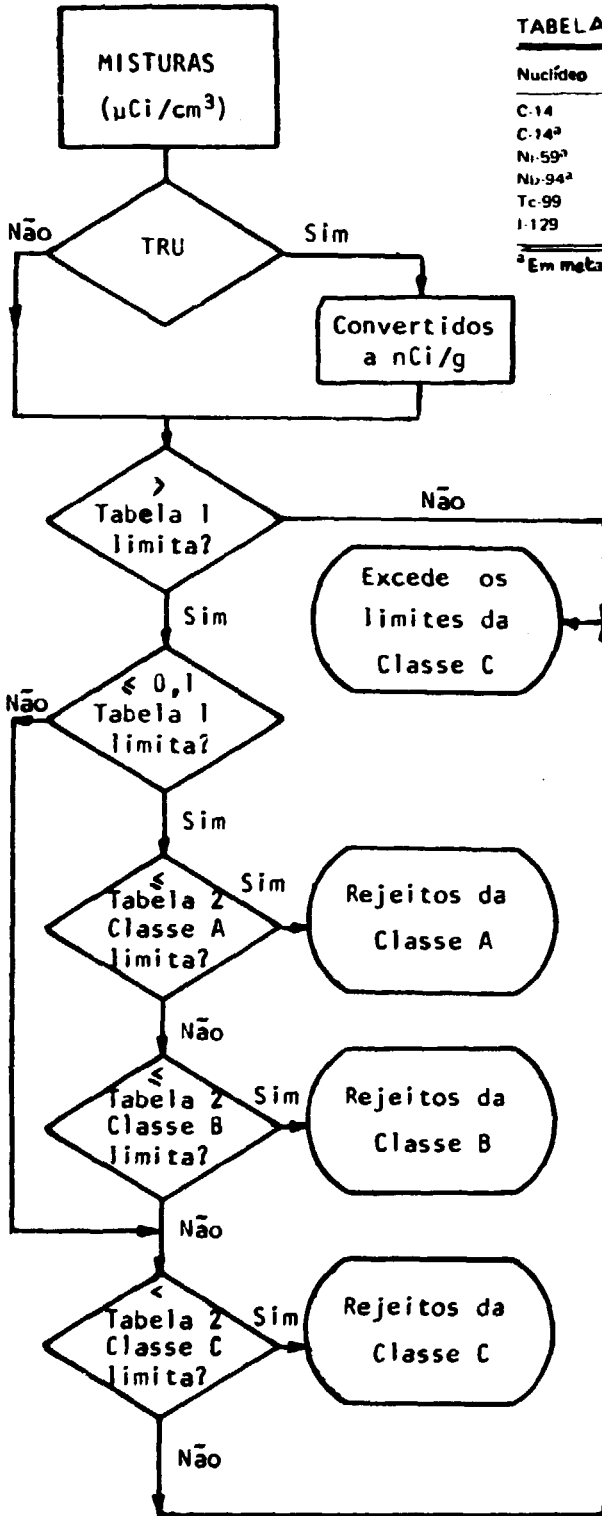 MISTURAS
(μCi/cm³)
TABELA
Nuclídeo
C-14
C-14ª
Ni-59ª
Nb-94ª
Tc-99
I-129
ª Em meta
Não
TRU
Sim
Convertidos
a nCi/g
>
Tabela 1
limita?
Não
Sim
Excede os
limites da
Classe C
≤ 0,1
Tabela 1
limita?
Não
Sim
≤
Tabela 2
Classe A
limita?
Sim
Rejeitos da
Classe A
Não
≤
Tabela 2
Classe B
limita?
Sim
Rejeitos da
Classe B
Não
<
Tabela 2
Classe C
limita?
Sim
Rejeitos da
Classe C
Não